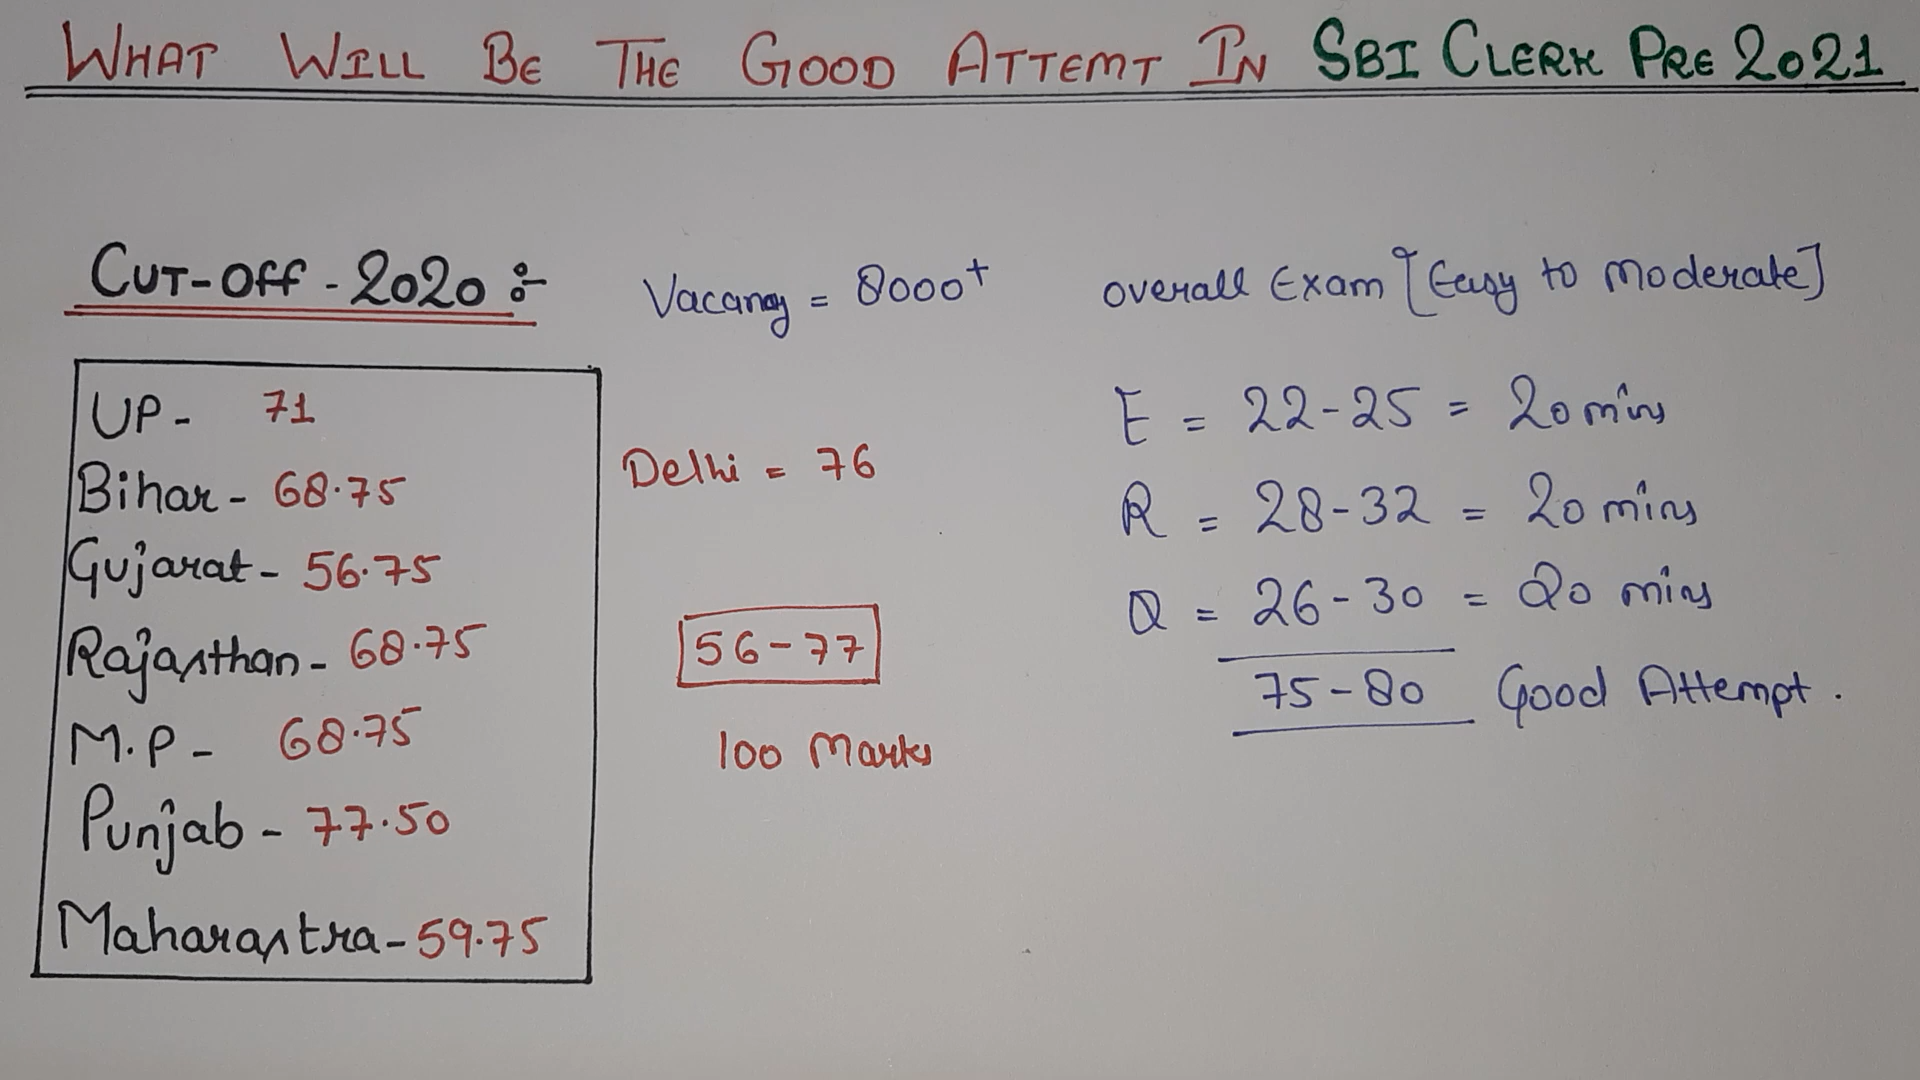 WHAT WILL BE THE GOOD ATTEMT IN SBI CLERK PRE 2021
CUT-OFF-2020 :-
UP - 71
Bihar - 68.75
Gujarat - 56.75
Rajasthan - 68.75
M.P - 68.75
Punjab - 77.50
Maharastra - 59.75
Vacancy = 8000+
Delhi = 76
56-77
100 Marks
overall Exam [Easy to Moderate]
E = 22-25 = 20 mins
R = 28-32 = 20 mins
Q = 26-30 = 20 mins
75-80 Good Attempt.